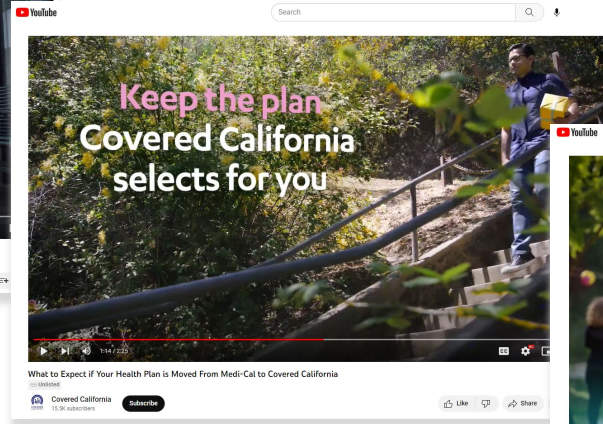 YouTube
Search
Keep the plan
Covered California
selects for you
YouTube
1:14 / 2:25
CC
What to Expect if Your Health Plan is Moved From Medi-Cal to Covered California
Unlisted
Covered California
15.5K subscribers
Subscribe
Like
Share